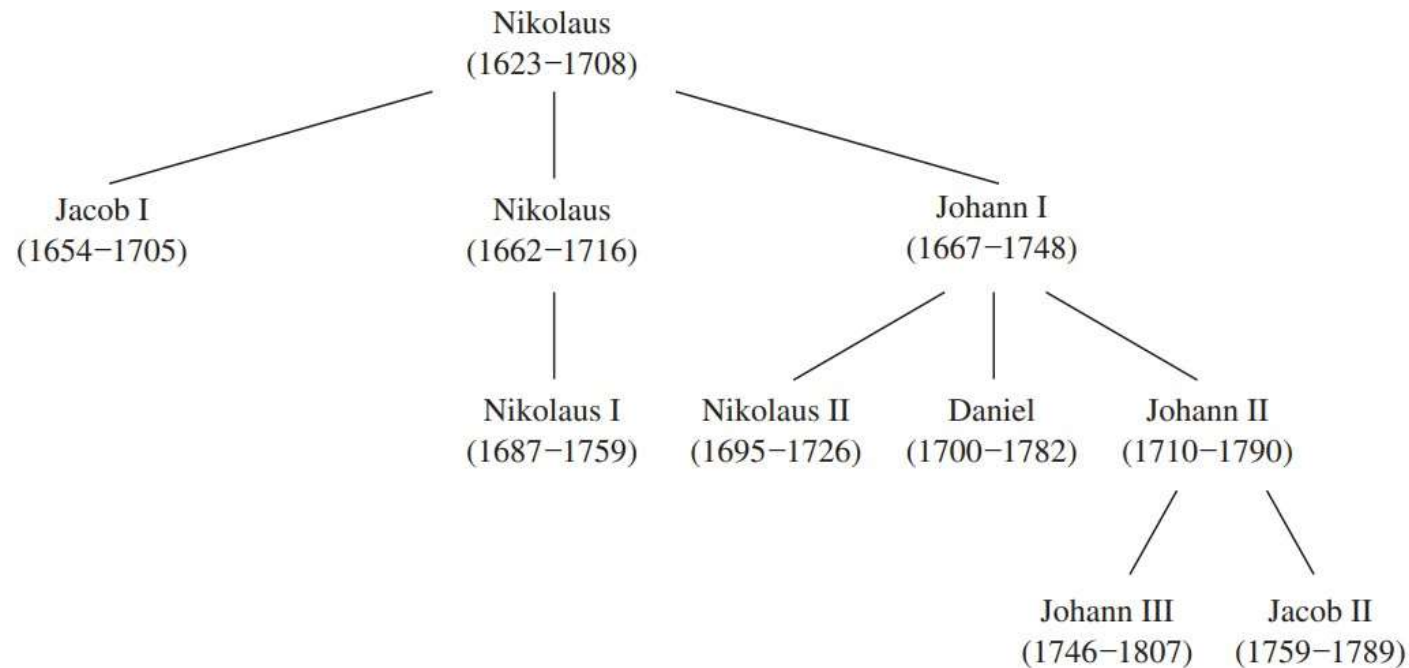 Nikolaus
(1623–1708)
Jacob I
(1654–1705)
Nikolaus
(1662–1716)
Johann I
(1667–1748)
Nikolaus I
(1687–1759)
Nikolaus II
(1695–1726)
Daniel
(1700–1782)
Johann II
(1710–1790)
Johann III
(1746–1807)
Jacob II
(1759–1789)